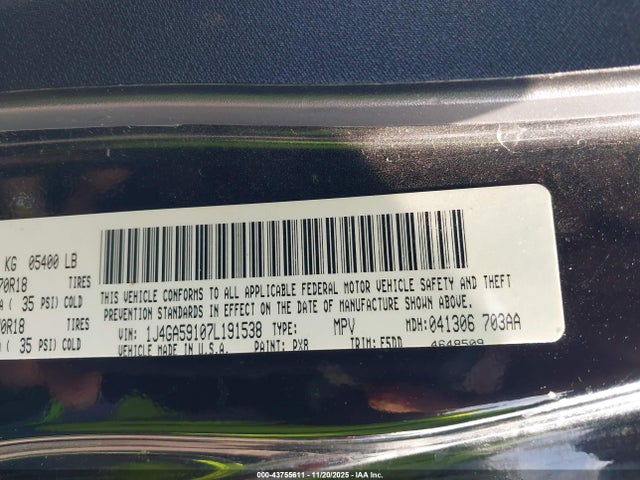 KG 05400 LB
70R18 TIRES
A ( 35 PSI) COLD
70R18 TIRES
( 35 PSI) COLD
THIS VEHICLE CONFORMS TO ALL APPLICABLE FEDERAL MOTOR VEHICLE SAFETY AND THEFT
PREVENTION STANDARDS IN EFFECT ON THE DATE OF MANUFACTURE SHOWN ABOVE.
VIN: 1J4GA59107L191538 TYPE: MPV MDH: 041306 703AA
VEHICLE MADE IN U.S.A. PAINT: PXR TRIM: F5DD 4648509
000-43755611 - 11/20/2025 - IAA Inc.